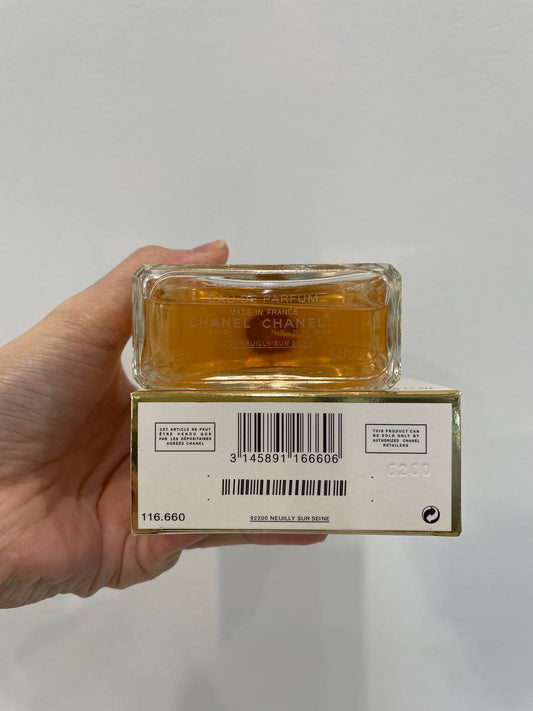 EAU DE PARFUM
MADE IN FRANCE
CHANEL CHANEL
92200 NEUILLY SUR SEINE
CET ARTICLE NE PEUT
ÊTRE VENDU QUE
PAR LES DÉPOSITAIRES
AGRÉÉS CHANEL
THIS PRODUCT CAN
BE SOLD ONLY BY
AUTHORIZED CHANEL
RETAILERS
3 145891 166606
6200
116.660
92200 NEUILLY SUR SEINE